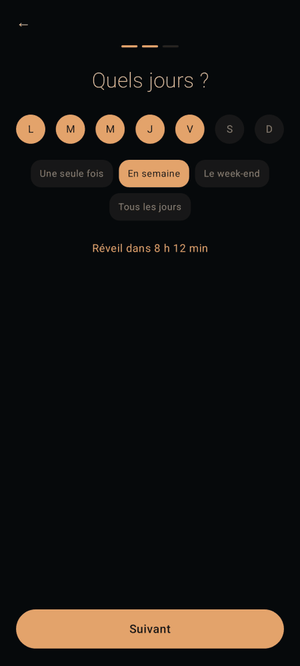 ←
Quels jours ?
L M M J V S D
Une seule fois En semaine Le week-end
Tous les jours
Réveil dans 8 h 12 min
Suivant